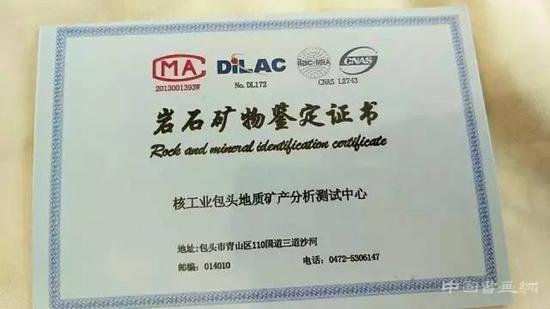 MA DiLAC ilac-MRA CNAS
2013001393W No. DL172 CNAS L2743
岩石矿物鉴定证书
Rock and mineral identification certificate
核工业包头地质矿产分析测试中心
地址:包头市青山区110国道三道沙河
邮编: 014010 电话: 0472-5306147
中国书画網